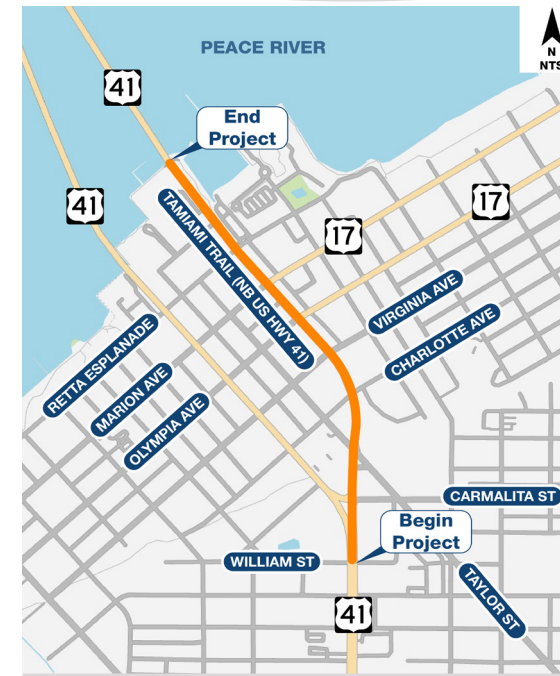 PEACE RIVER
N
NTS
41
End
Project
41
17
17
TAMIAMI TRAIL (NB US HWY 41)
VIRGINIA AVE
CHARLOTTE AVE
RETTA ESPLANADE
MARION AVE
OLYMPIA AVE
CARMALITA ST
Begin
Project
WILLIAM ST
TAYLOR ST
41